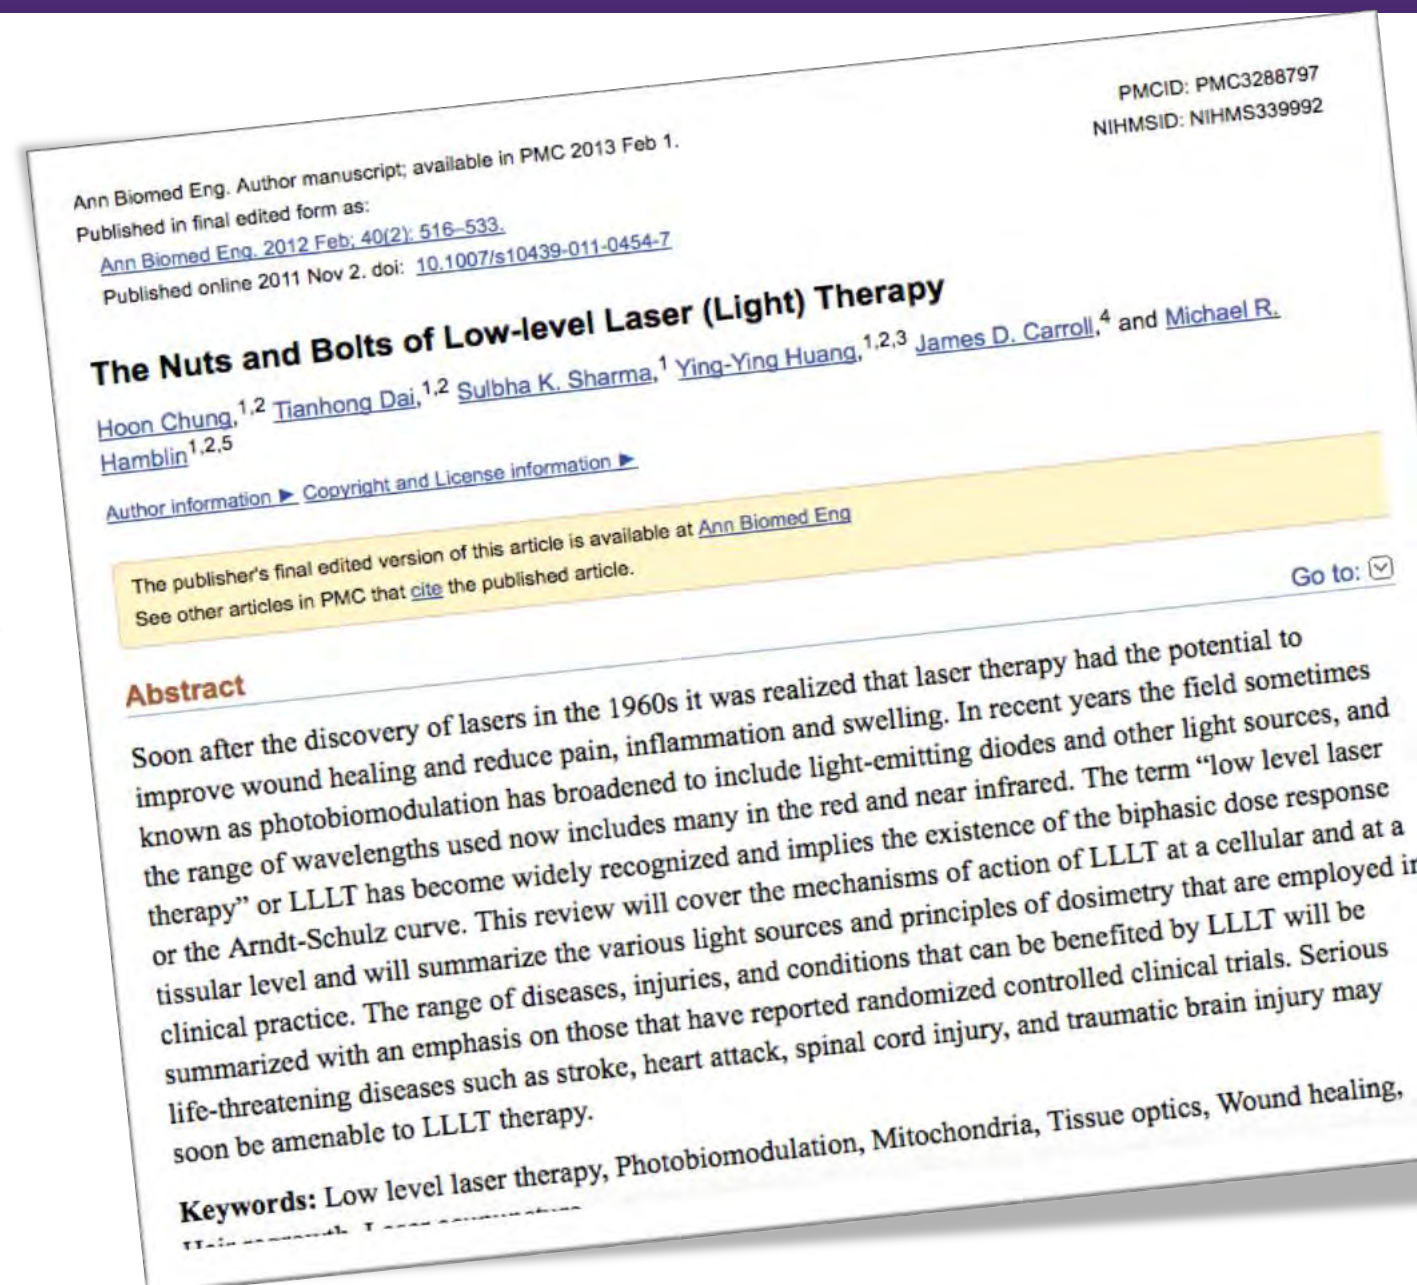 PMCID: PMC3288797
NIHMSID: NIHMS339992
Ann Biomed Eng. Author manuscript; available in PMC 2013 Feb 1.
Published in final edited form as:
Ann Biomed Eng. 2012 Feb; 40(2): 516–533.
Published online 2011 Nov 2. doi: 10.1007/s10439-011-0454-7
The Nuts and Bolts of Low-level Laser (Light) Therapy
Hoon Chung,1,2 Tianhong Dai,1,2 Sulbha K. Sharma,1 Ying-Ying Huang,1,2,3 James D. Carroll,4 and Michael R.
Hamblin1,2,5
Author information ▶ Copyright and License information ▶
The publisher's final edited version of this article is available at Ann Biomed Eng
See other articles in PMC that cite the published article.
Go to:
Abstract
Soon after the discovery of lasers in the 1960s it was realized that laser therapy had the potential to
improve wound healing and reduce pain, inflammation and swelling. In recent years the field sometimes
known as photobiomodulation has broadened to include light-emitting diodes and other light sources, and
the range of wavelengths used now includes many in the red and near infrared. The term “low level laser
therapy” or LLLT has become widely recognized and implies the existence of the biphasic dose response
or the Arndt-Schulz curve. This review will cover the mechanisms of action of LLLT at a cellular and at a
tissular level and will summarize the various light sources and principles of dosimetry that are employed in
clinical practice. The range of diseases, injuries, and conditions that can be benefited by LLLT will be
summarized with an emphasis on those that have reported randomized controlled clinical trials. Serious
life-threatening diseases such as stroke, heart attack, spinal cord injury, and traumatic brain injury may
soon be amenable to LLLT therapy.
Keywords: Low level laser therapy, Photobiomodulation, Mitochondria, Tissue optics, Wound healing,